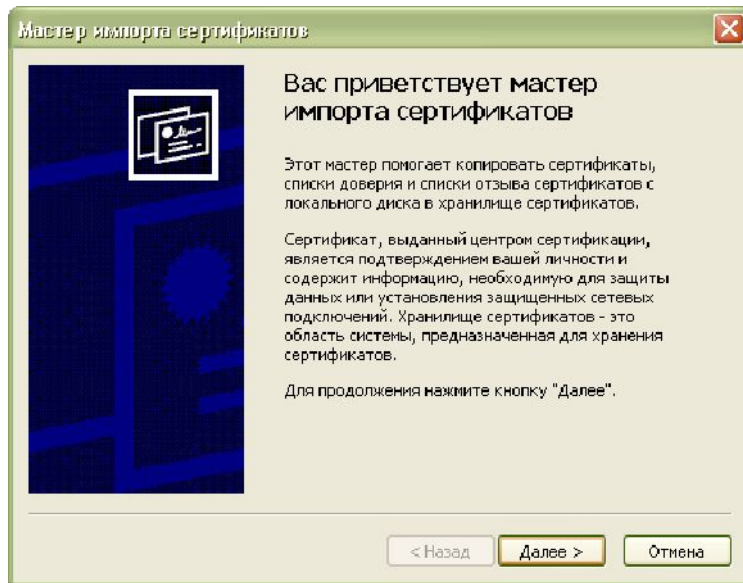 Мастер импорта сертификатов
Вас приветствует мастер
импорта сертификатов
Этот мастер помогает копировать сертификаты,
списки доверия и списки отзыва сертификатов с
локального диска в хранилище сертификатов.
Сертификат, выданный центром сертификации,
является подтверждением вашей личности и
содержит информацию, необходимую для защиты
данных или установления защищенных сетевых
подключений. Хранилище сертификатов - это
область системы, предназначенная для хранения
сертификатов.
Для продолжения нажмите кнопку "Далее".
< Назад Далее > Отмена